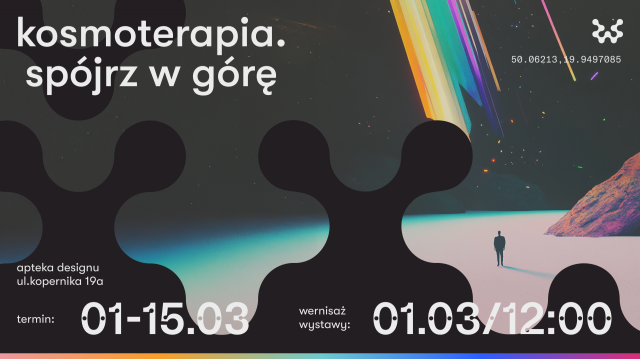 kosmoterapia.
spójrz w górę
50.06213,19.9497085
apteka designu
ul.kopernika 19a
termin: 01-15.03
wernisaż
wystawy: 01.03/12:00